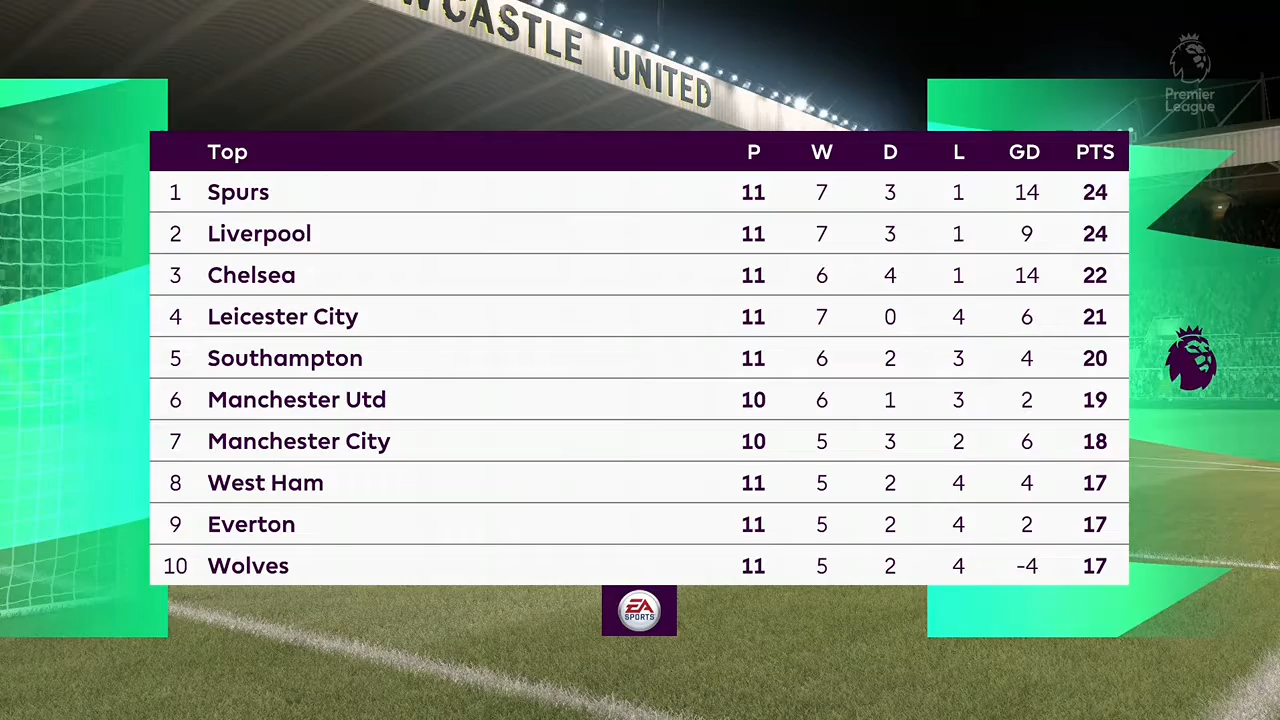 WCASTLE UNITED
Premier League
Top P W D L GD PTS
1 Spurs 11 7 3 1 14 24
2 Liverpool 11 7 3 1 9 24
3 Chelsea 11 6 4 1 14 22
4 Leicester City 11 7 0 4 6 21
5 Southampton 11 6 2 3 4 20
6 Manchester Utd 10 6 1 3 2 19
7 Manchester City 10 5 3 2 6 18
8 West Ham 11 5 2 4 4 17
9 Everton 11 5 2 4 2 17
10 Wolves 11 5 2 4 -4 17
EA
SPORTS